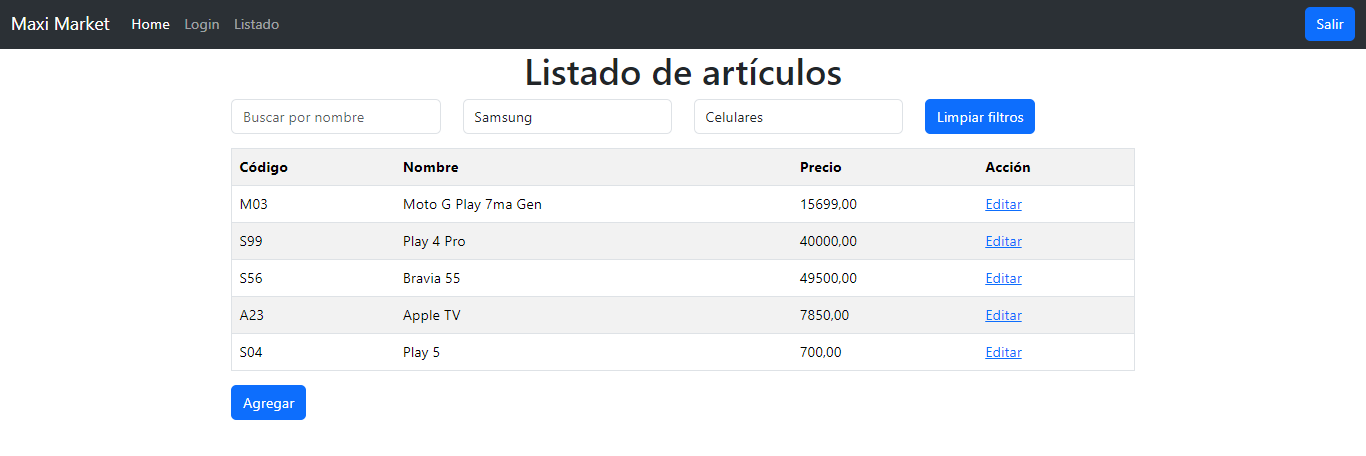 Maxi Market Home Login Listado Salir
Listado de artículos
Buscar por nombre Samsung Celulares Limpiar filtros
Código Nombre Precio Acción
M03 Moto G Play 7ma Gen 15699,00 Editar
S99 Play 4 Pro 40000,00 Editar
S56 Bravia 55 49500,00 Editar
A23 Apple TV 7850,00 Editar
S04 Play 5 700,00 Editar
Agregar